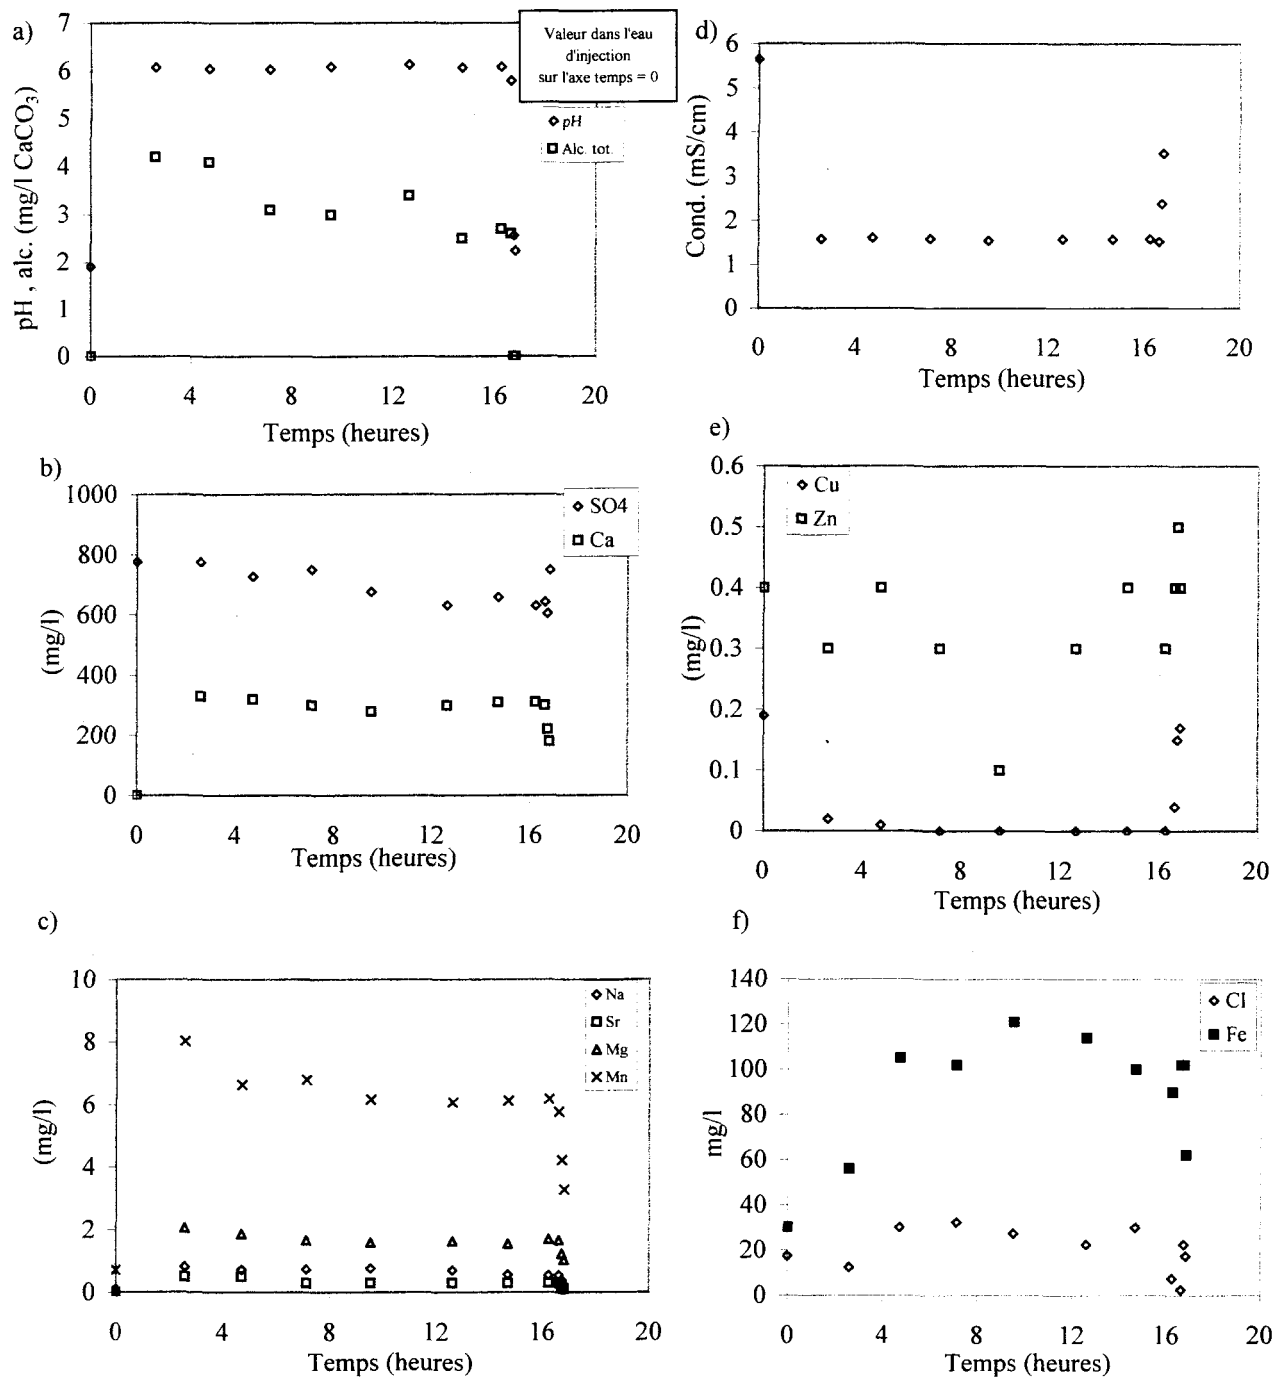 a)
7
6
5
4
3
2
1
0
pH , alc. (mg/l CaCO3)
0 4 8 12 16 20
Temps (heures)
Valeur dans l'eau
d'injection
sur l'axe temps = 0
pH
Alc. tot.
d)
6
5
4
3
2
1
0
Cond. (mS/cm)
0 4 8 12 16 20
Temps (heures)
b)
1000
800
600
400
200
0
(mg/l)
0 4 8 12 16 20
Temps (heures)
SO4
Ca
e)
0.6
0.5
0.4
0.3
0.2
0.1
0
(mg/l)
0 4 8 12 16 20
Temps (heures)
Cu
Zn
c)
10
8
6
4
2
0
(mg/l)
0 4 8 12 16 20
Temps (heures)
Na
Sr
Mg
Mn
f)
140
120
100
80
60
40
20
0
mg/l
0 4 8 12 16 20
Temps (heures)
Cl
Fe